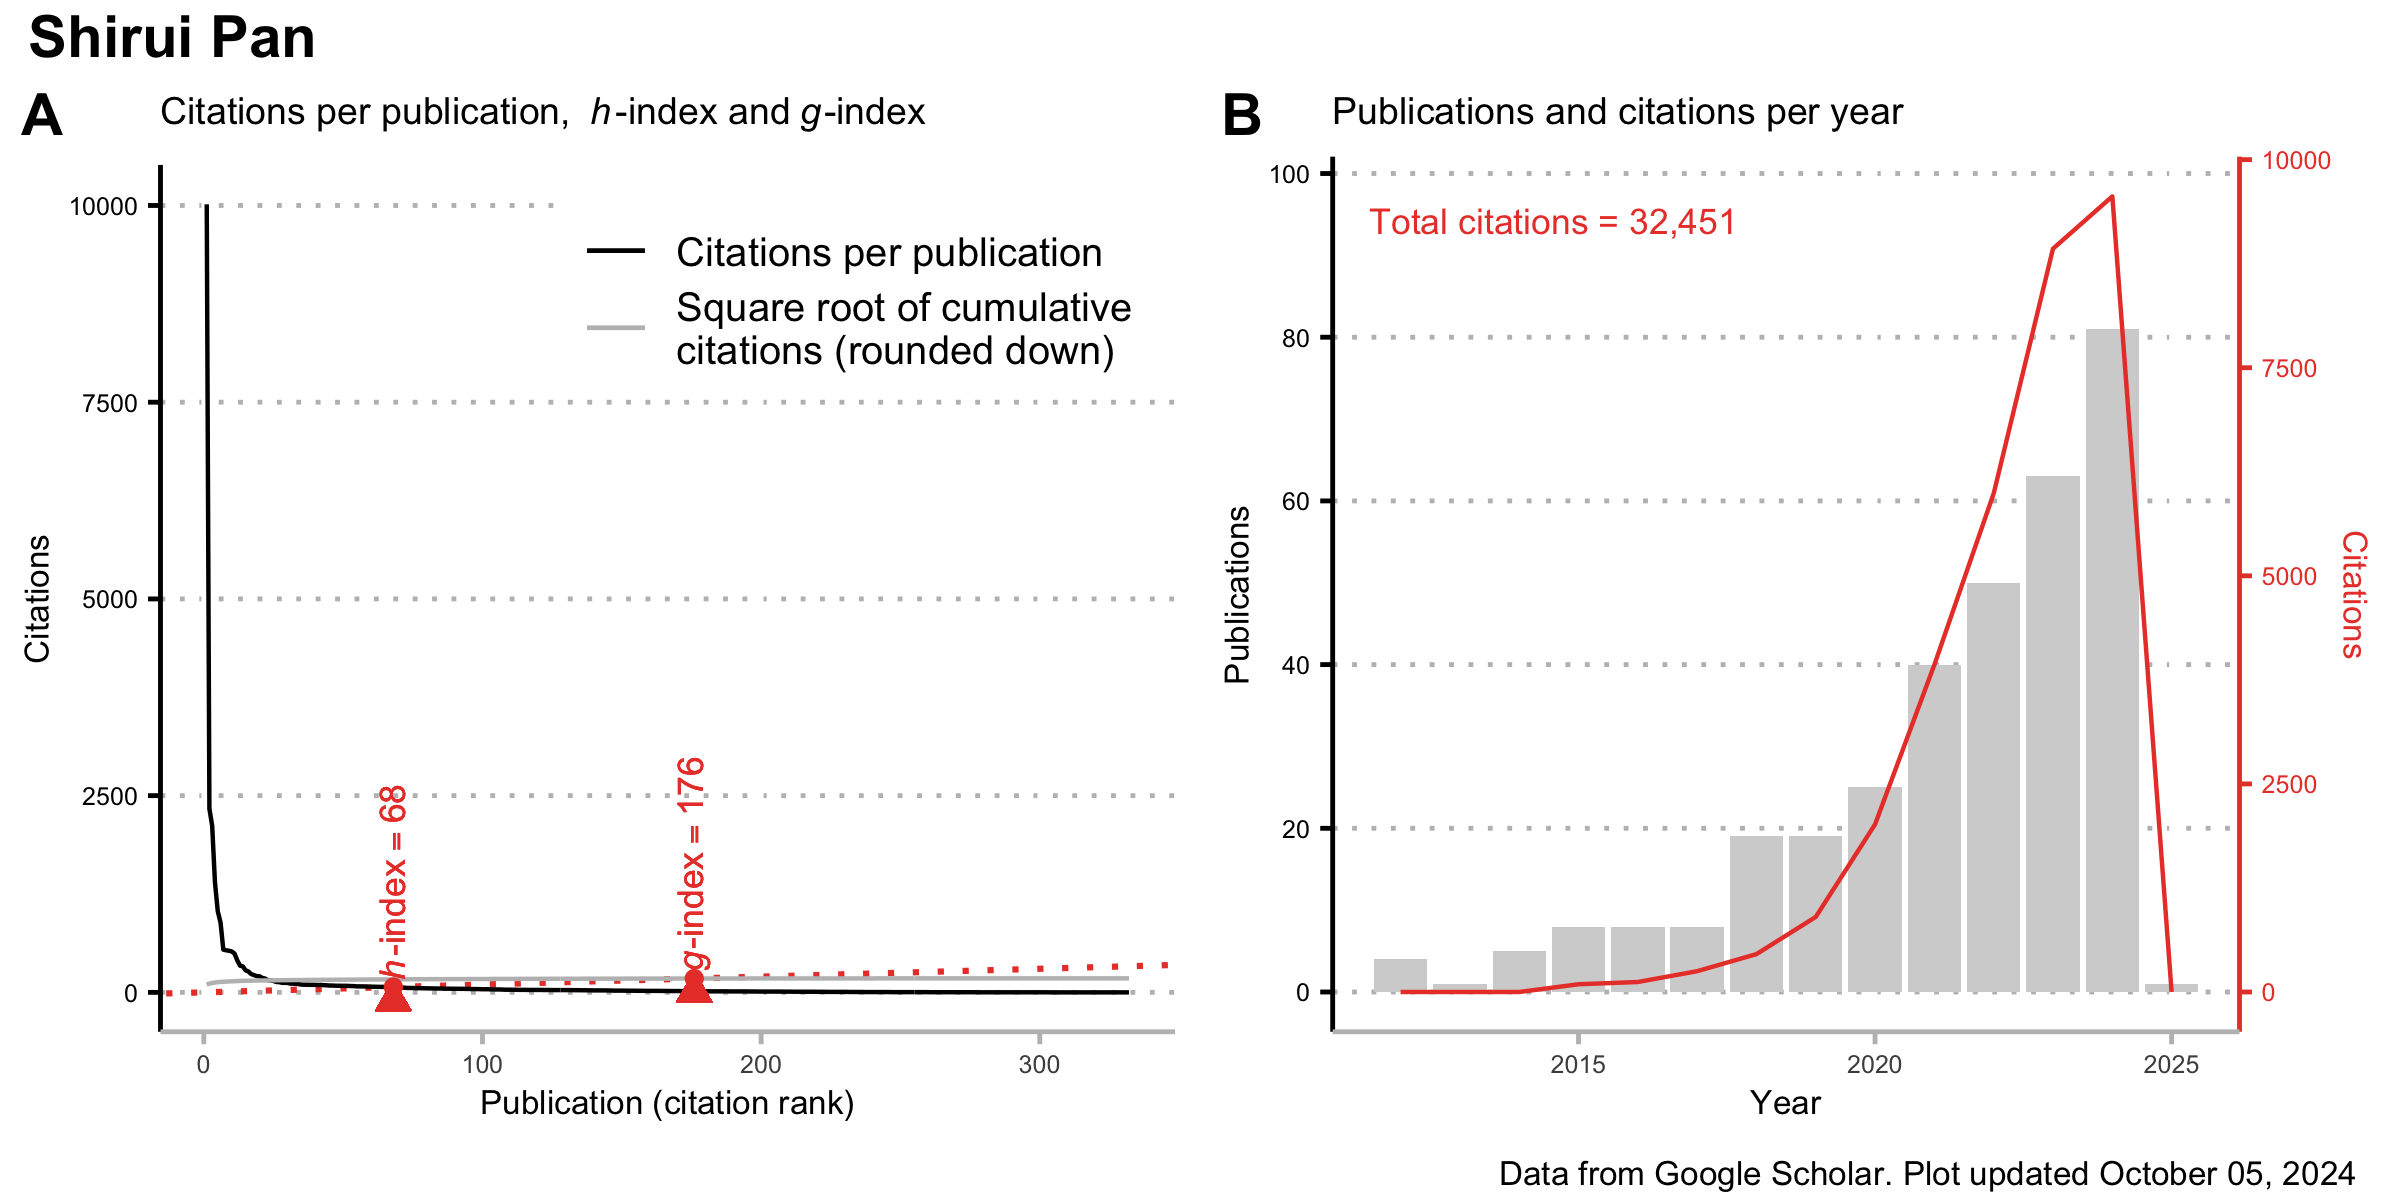 Shirui Pan
A
Citations per publication, h-index and g-index
10000
7500
5000
2500
0
Citations
Citations per publication
Square root of cumulative
citations (rounded down)
h-index = 68
g-index = 176
0
100
200
300
Publication (citation rank)
B
Publications and citations per year
100
80
60
40
20
0
Publications
Total citations = 32,451
10000
7500
5000
2500
0
Citations
2015
2020
2025
Year
Data from Google Scholar. Plot updated October 05, 2024